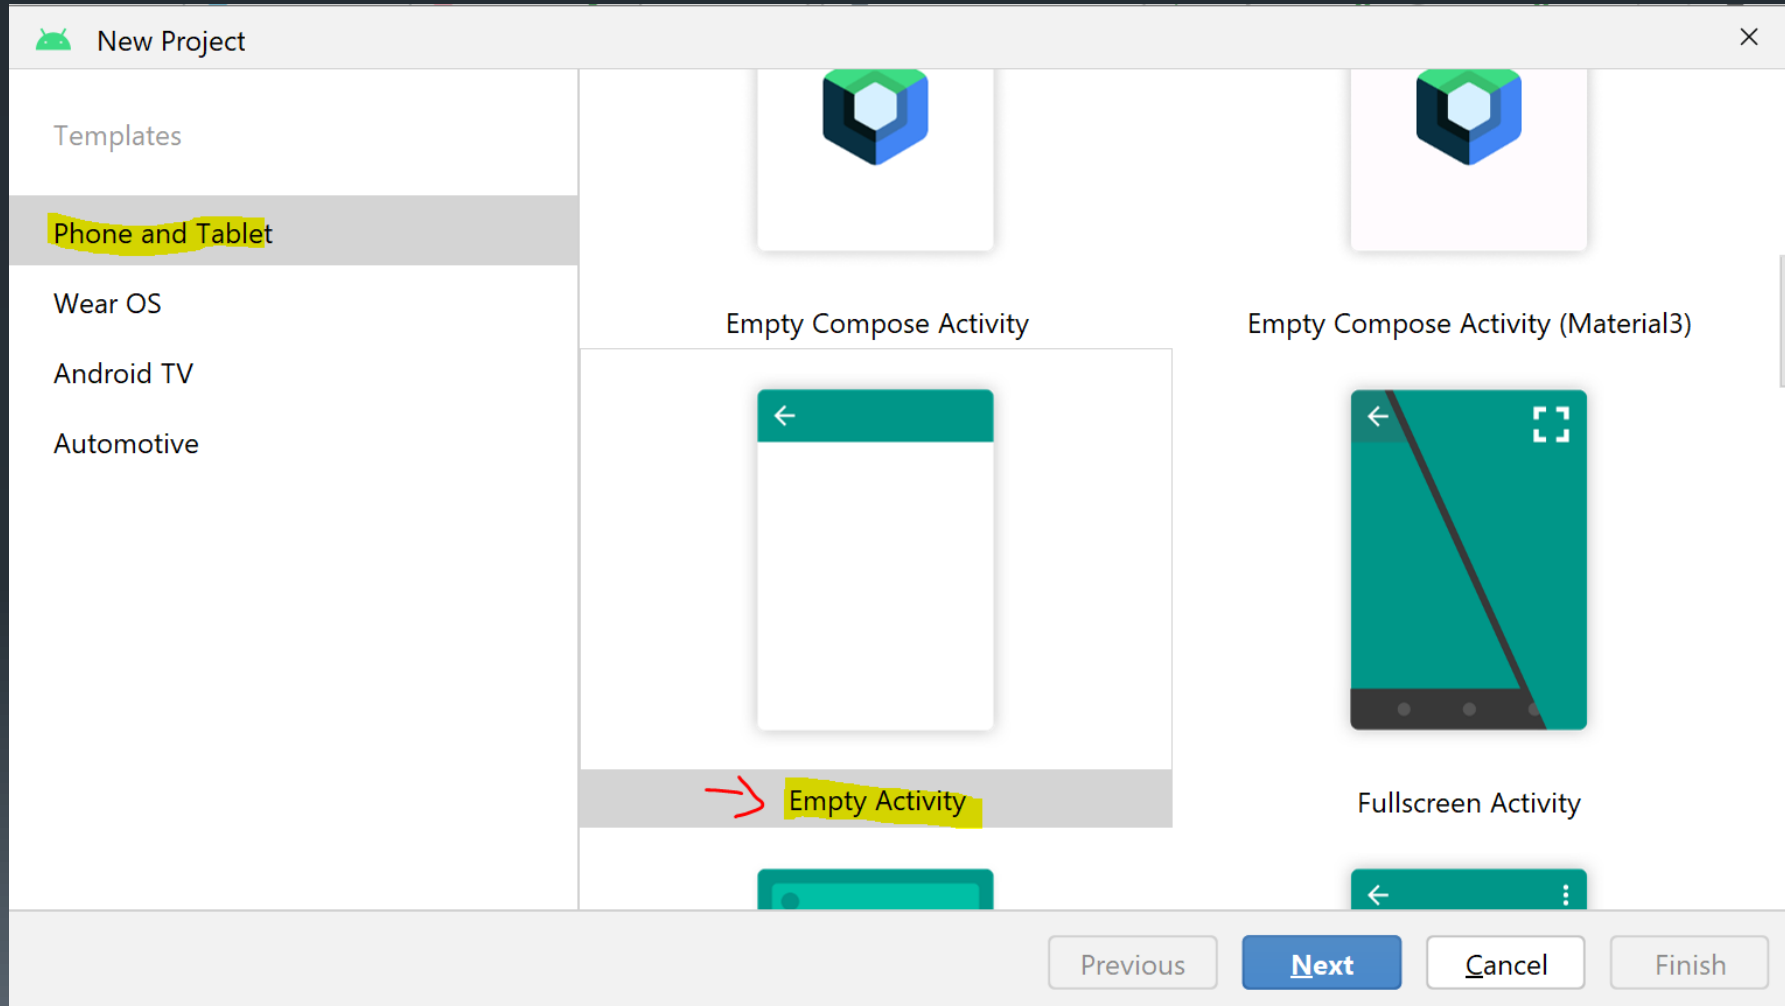 New Project
Templates
Phone and Tablet
Wear OS
Android TV
Automotive
Empty Compose Activity
Empty Compose Activity (Material3)
Empty Activity
Fullscreen Activity
Previous
Next
Cancel
Finish